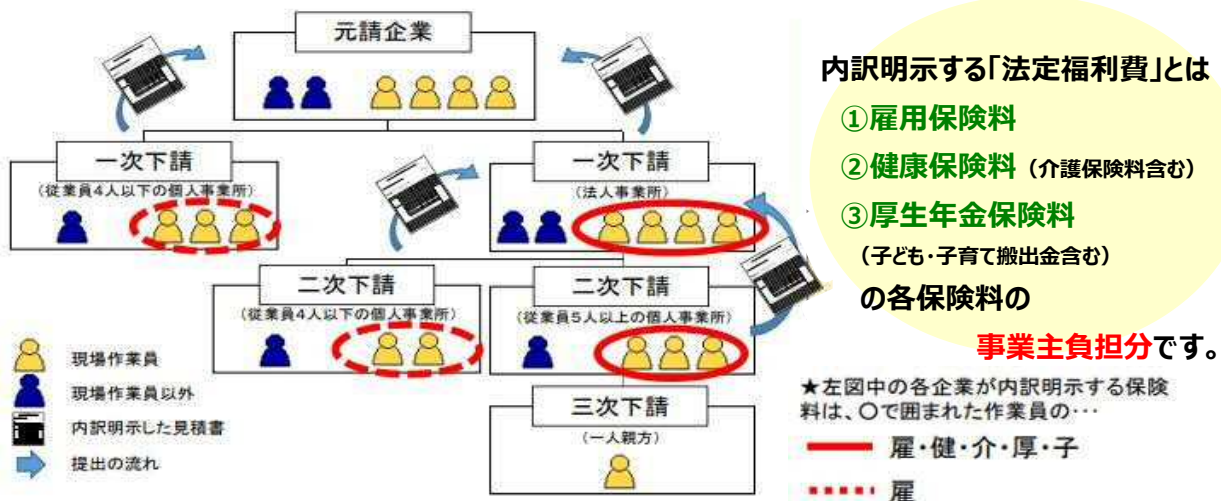 元請企業
一次下請
(従業員4人以下の個人事業所)
一次下請
(法人事業所)
二次下請
(従業員4人以下の個人事業所)
二次下請
(従業員5人以上の個人事業所)
三次下請
(一人親方)
現場作業員
現場作業員以外
内訳明示した見積書
提出の流れ
内訳明示する「法定福利費」とは
①雇用保険料
②健康保険料（介護保険料含む）
③厚生年金保険料
（子ども・子育て搬出金含む）
の各保険料の
事業主負担分です。
★左図中の各企業が内訳明示する保険
料は、〇で囲まれた作業員の…
雇・健・介・厚・子
雇